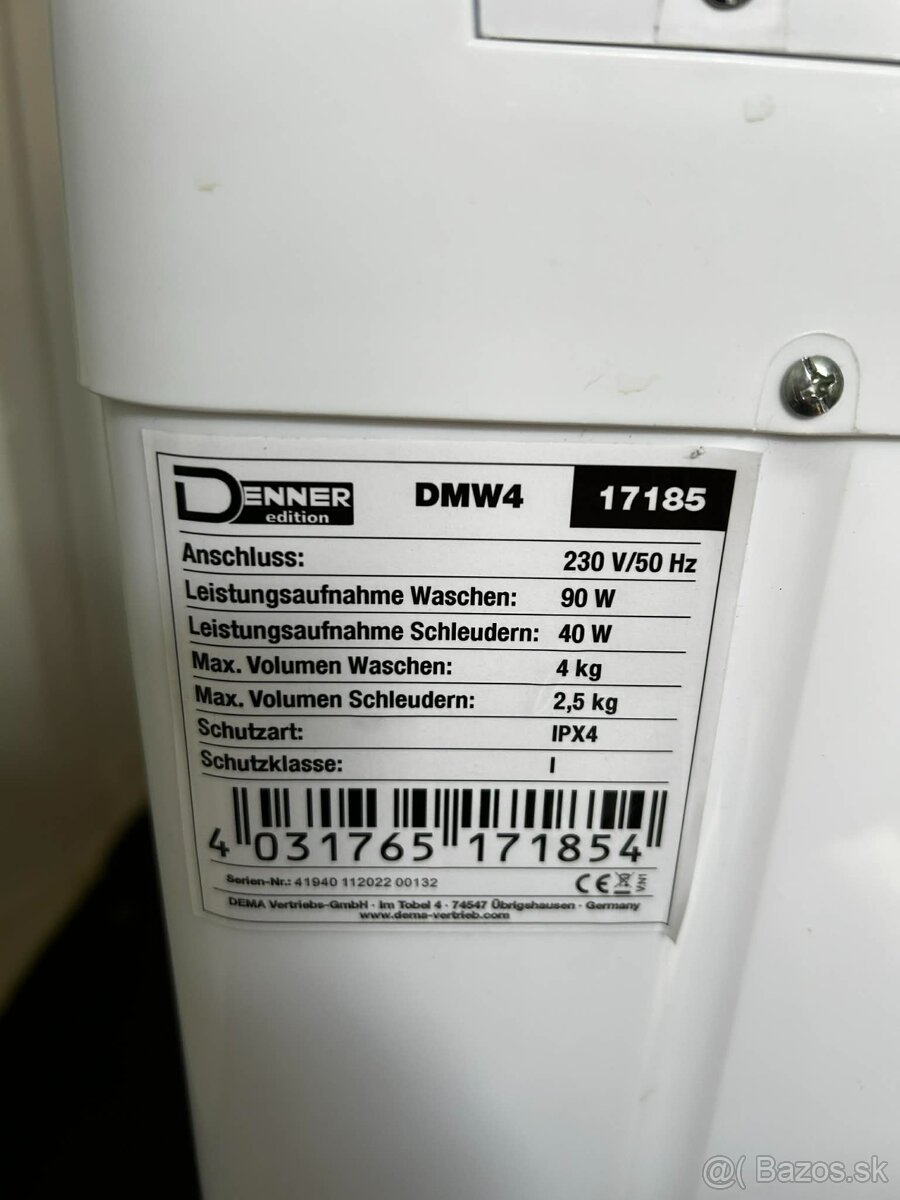 DENNER edition DMW4 17185
Anschluss: 230 V/50 Hz
Leistungsaufnahme Waschen: 90 W
Leistungsaufnahme Schleudern: 40 W
Max. Volumen Waschen: 4 kg
Max. Volumen Schleudern: 2,5 kg
Schutzart: IPX4
Schutzklasse: I
4 031765 171854
Serien-Nr.: 41940 112022 00132 CE VN1
DEMA Vertriebs-GmbH · Im Tobel 4 · 74547 Übrigshausen · Germany
www.dema-vertrieb.com
@( Bazos.sk